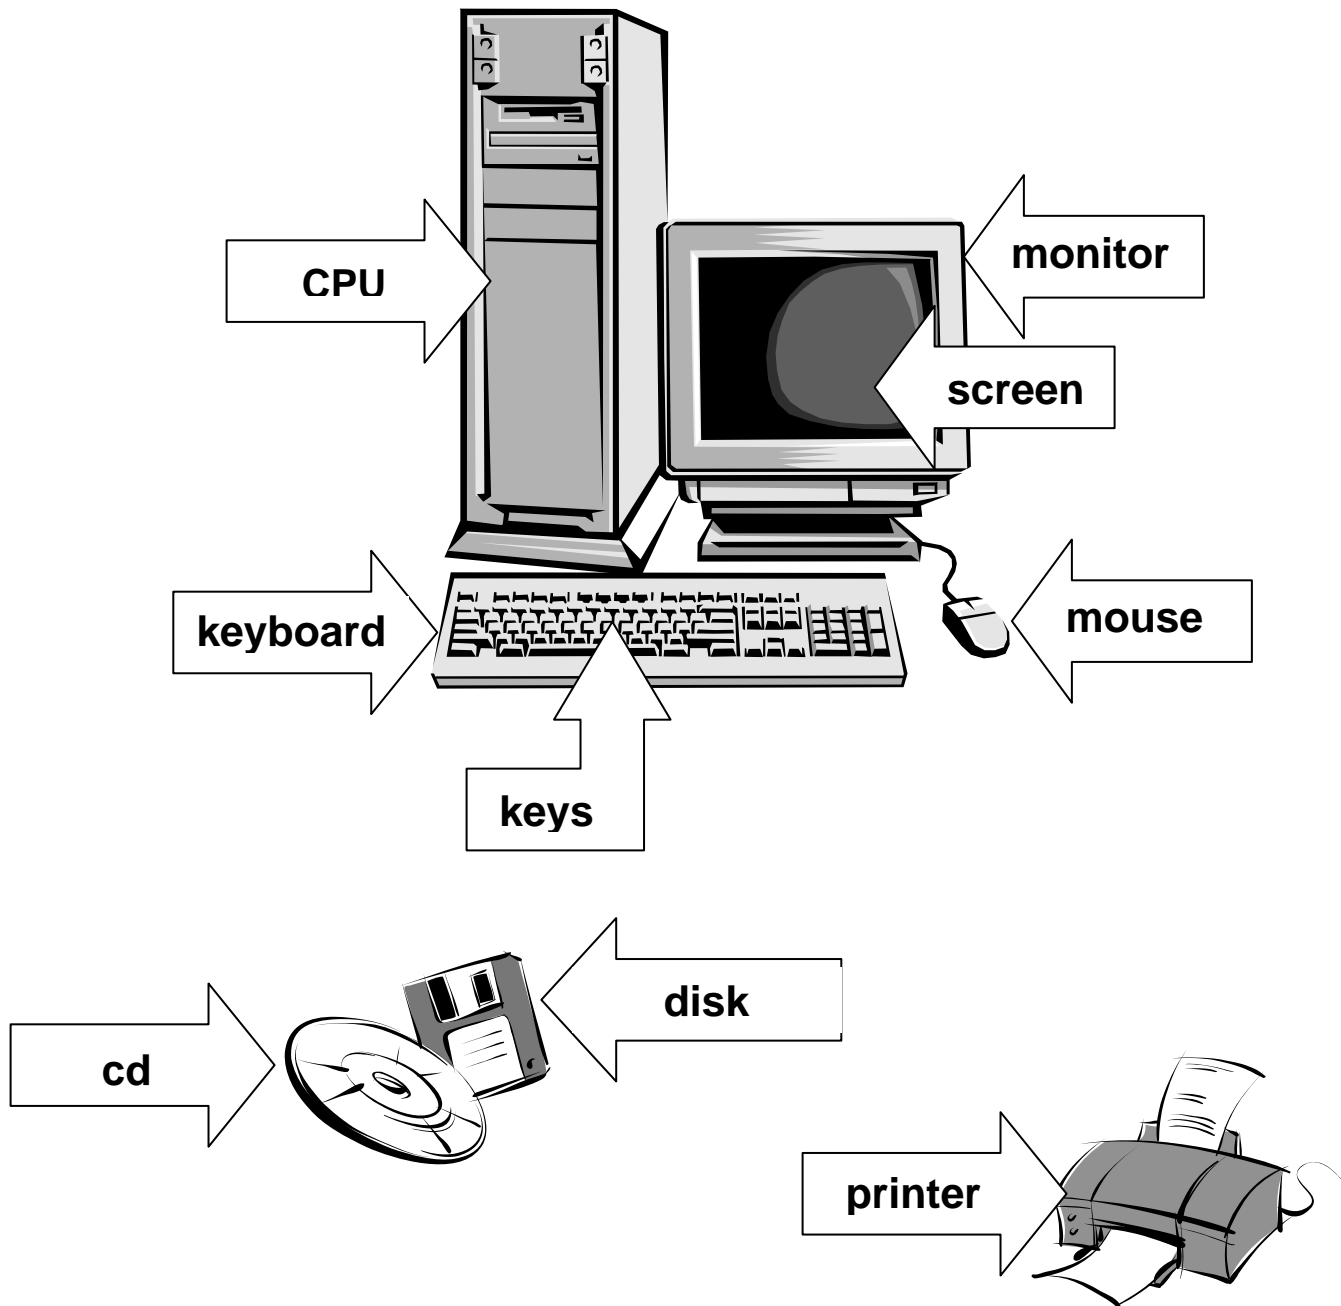 monitor
CPU
screen
keyboard
mouse
keys
disk
cd
printer